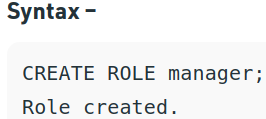 Syntax –
CREATE ROLE manager;
Role created.